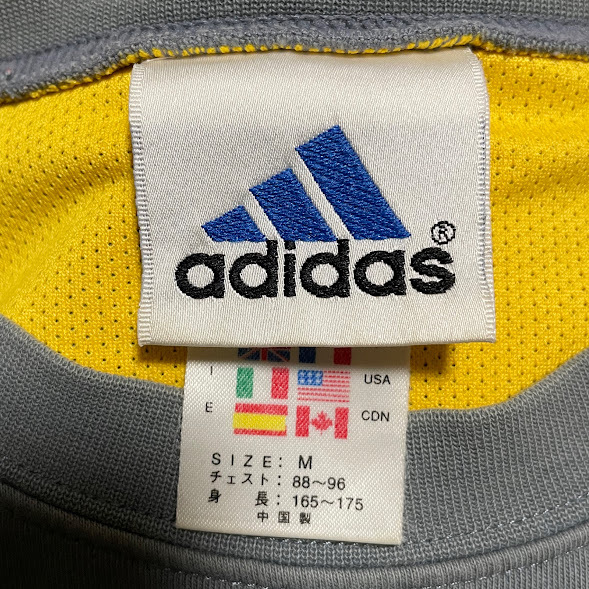 adidas®
I USA
E CDN
SIZE: M
チェスト: 88～96
身 長: 165～175
中国製